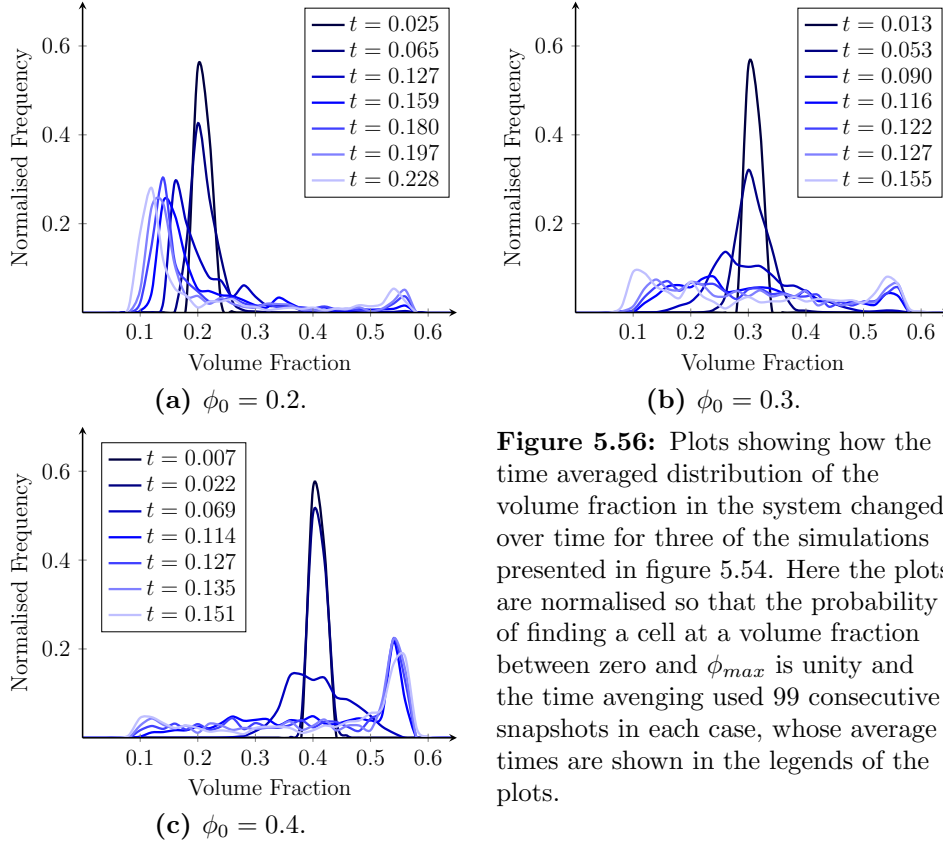 0.6
0.4
0.2
Normalised Frequency
t = 0.025
t = 0.065
t = 0.127
t = 0.159
t = 0.180
t = 0.197
t = 0.228
0.1 0.2 0.3 0.4 0.5 0.6
Volume Fraction
(a) ϕ₀ = 0.2.
0.6
0.4
0.2
Normalised Frequency
t = 0.013
t = 0.053
t = 0.090
t = 0.116
t = 0.122
t = 0.127
t = 0.155
0.1 0.2 0.3 0.4 0.5 0.6
Volume Fraction
(b) ϕ₀ = 0.3.
0.6
0.4
0.2
Normalised Frequency
t = 0.007
t = 0.022
t = 0.069
t = 0.114
t = 0.127
t = 0.135
t = 0.151
0.1 0.2 0.3 0.4 0.5 0.6
Volume Fraction
(c) ϕ₀ = 0.4.
Figure 5.56: Plots showing how the
time averaged distribution of the
volume fraction in the system changed
over time for three of the simulations
presented in figure 5.54. Here the plots
are normalised so that the probability
of finding a cell at a volume fraction
between zero and ϕmax is unity and
the time avenging used 99 consecutive
snapshots in each case, whose average
times are shown in the legends of the
plots.